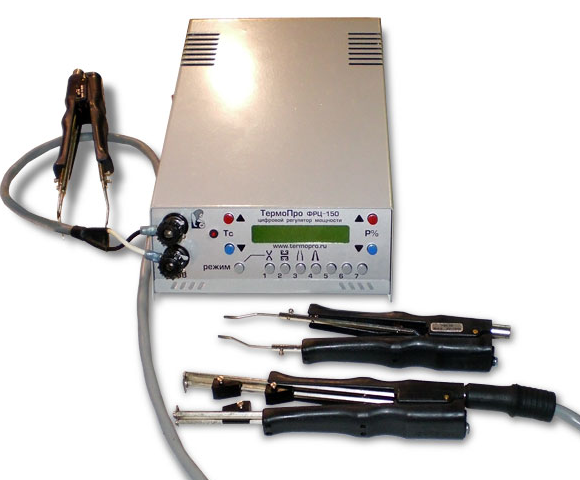 ТермоПро ФРЦ-150
цифровой регулятор мощности
Tc
P%
www.termopro.ru
режим
1 2 3 4 5 6 7